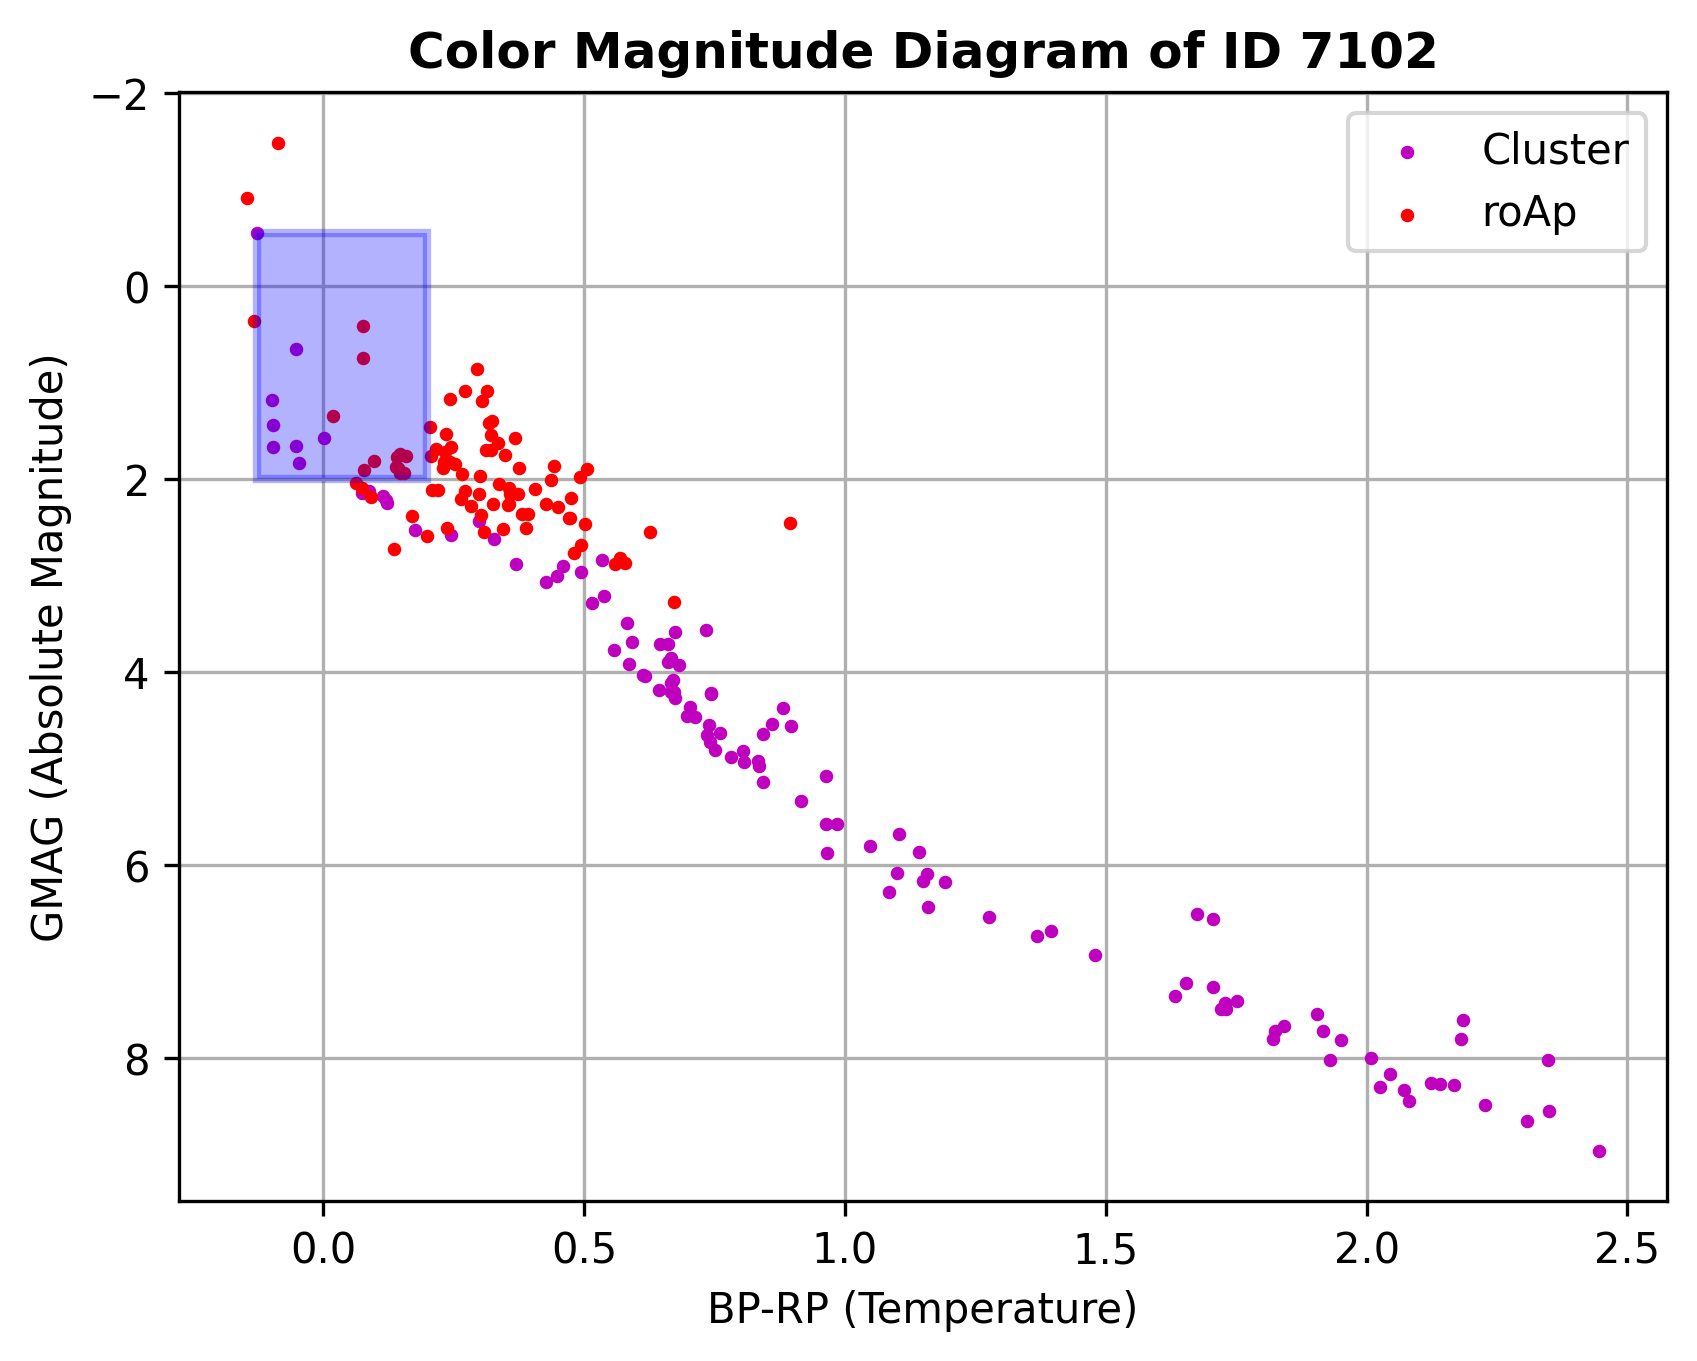 Color Magnitude Diagram of ID 7102
Cluster
roAp
GMAG (Absolute Magnitude)
−2
0
2
4
6
8
0.0 0.5 1.0 1.5 2.0 2.5
BP-RP (Temperature)